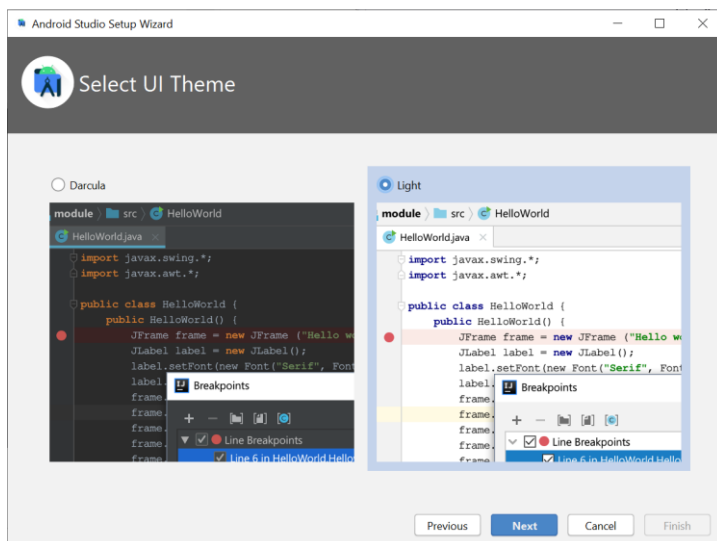 Android Studio Setup Wizard
Select UI Theme
Darcula
module src HelloWorld
HelloWorld.java
import javax.swing.*;
import javax.awt.*;
public class HelloWorld {
public HelloWorld() {
JFrame frame = new JFrame ("Hello
JLabel label = new JLabel();
label.setFont(new Font("Serif", Font
label.
frame.
frame.
frame.
frame.
frame.
Breakpoints
Line Breakpoints
Line 6 in HelloWorld.Hello
Light
module src HelloWorld
HelloWorld.java
import javax.swing.*;
import javax.awt.*;
public class HelloWorld {
public HelloWorld() {
JFrame frame = new JFrame ("Hello
JLabel label = new JLabel();
label.setFont(new Font("Serif", Font
label.
frame.
frame.
frame.
frame.
frame
Breakpoints
Line Breakpoints
Line 6 in HelloWorld.Hello
Previous
Next
Cancel
Finish